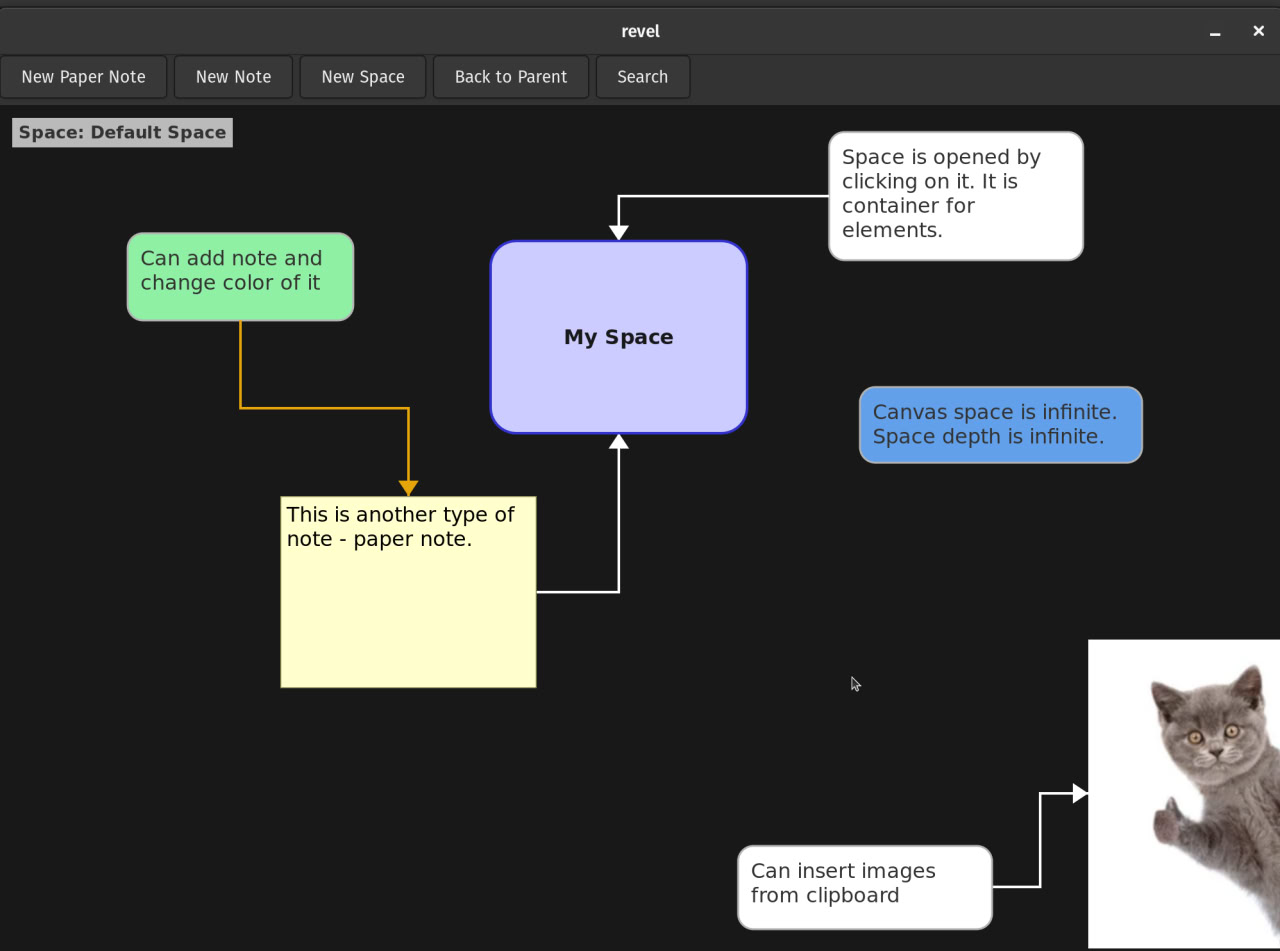 revel
New Paper Note
New Note
New Space
Back to Parent
Search
Space: Default Space
Space is opened by
clicking on it. It is
container for
elements.
Can add note and
change color of it
My Space
Canvas space is infinite.
Space depth is infinite.
This is another type of
note - paper note.
Can insert images
from clipboard